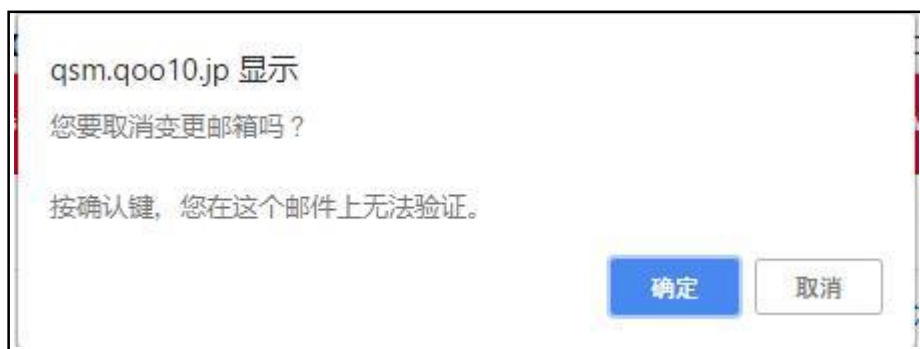 qsm.qoo10.jp 显示
您要取消变更邮箱吗？
按确认键，您在这个邮件上无法验证。
确定
取消